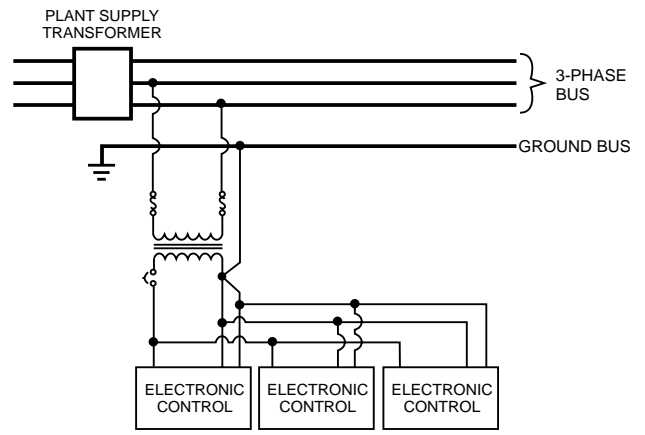 PLANT SUPPLY
TRANSFORMER
3-PHASE
BUS
GROUND BUS
ELECTRONIC
CONTROL
ELECTRONIC
CONTROL
ELECTRONIC
CONTROL